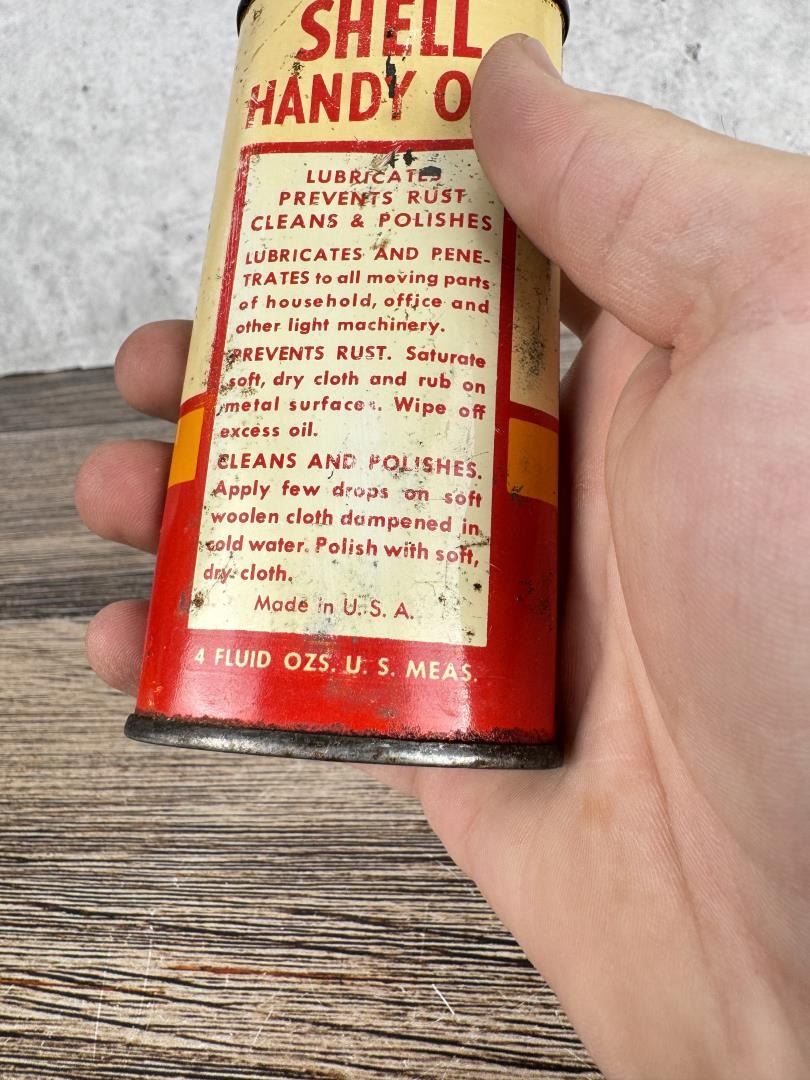 SHELL
HANDY O
LUBRICATES
PREVENTS RUST
CLEANS & POLISHES
LUBRICATES AND PENE-
TRATES to all moving parts
of household, office and
other light machinery.
PREVENTS RUST. Saturate
soft, dry cloth and rub on
metal surfaces. Wipe off
excess oil.
CLEANS AND POLISHES.
Apply few drops on soft
woolen cloth dampened in
cold water. Polish with soft,
dry cloth.
Made in U.S.A.
4 FLUID OZS. U. S. MEAS.